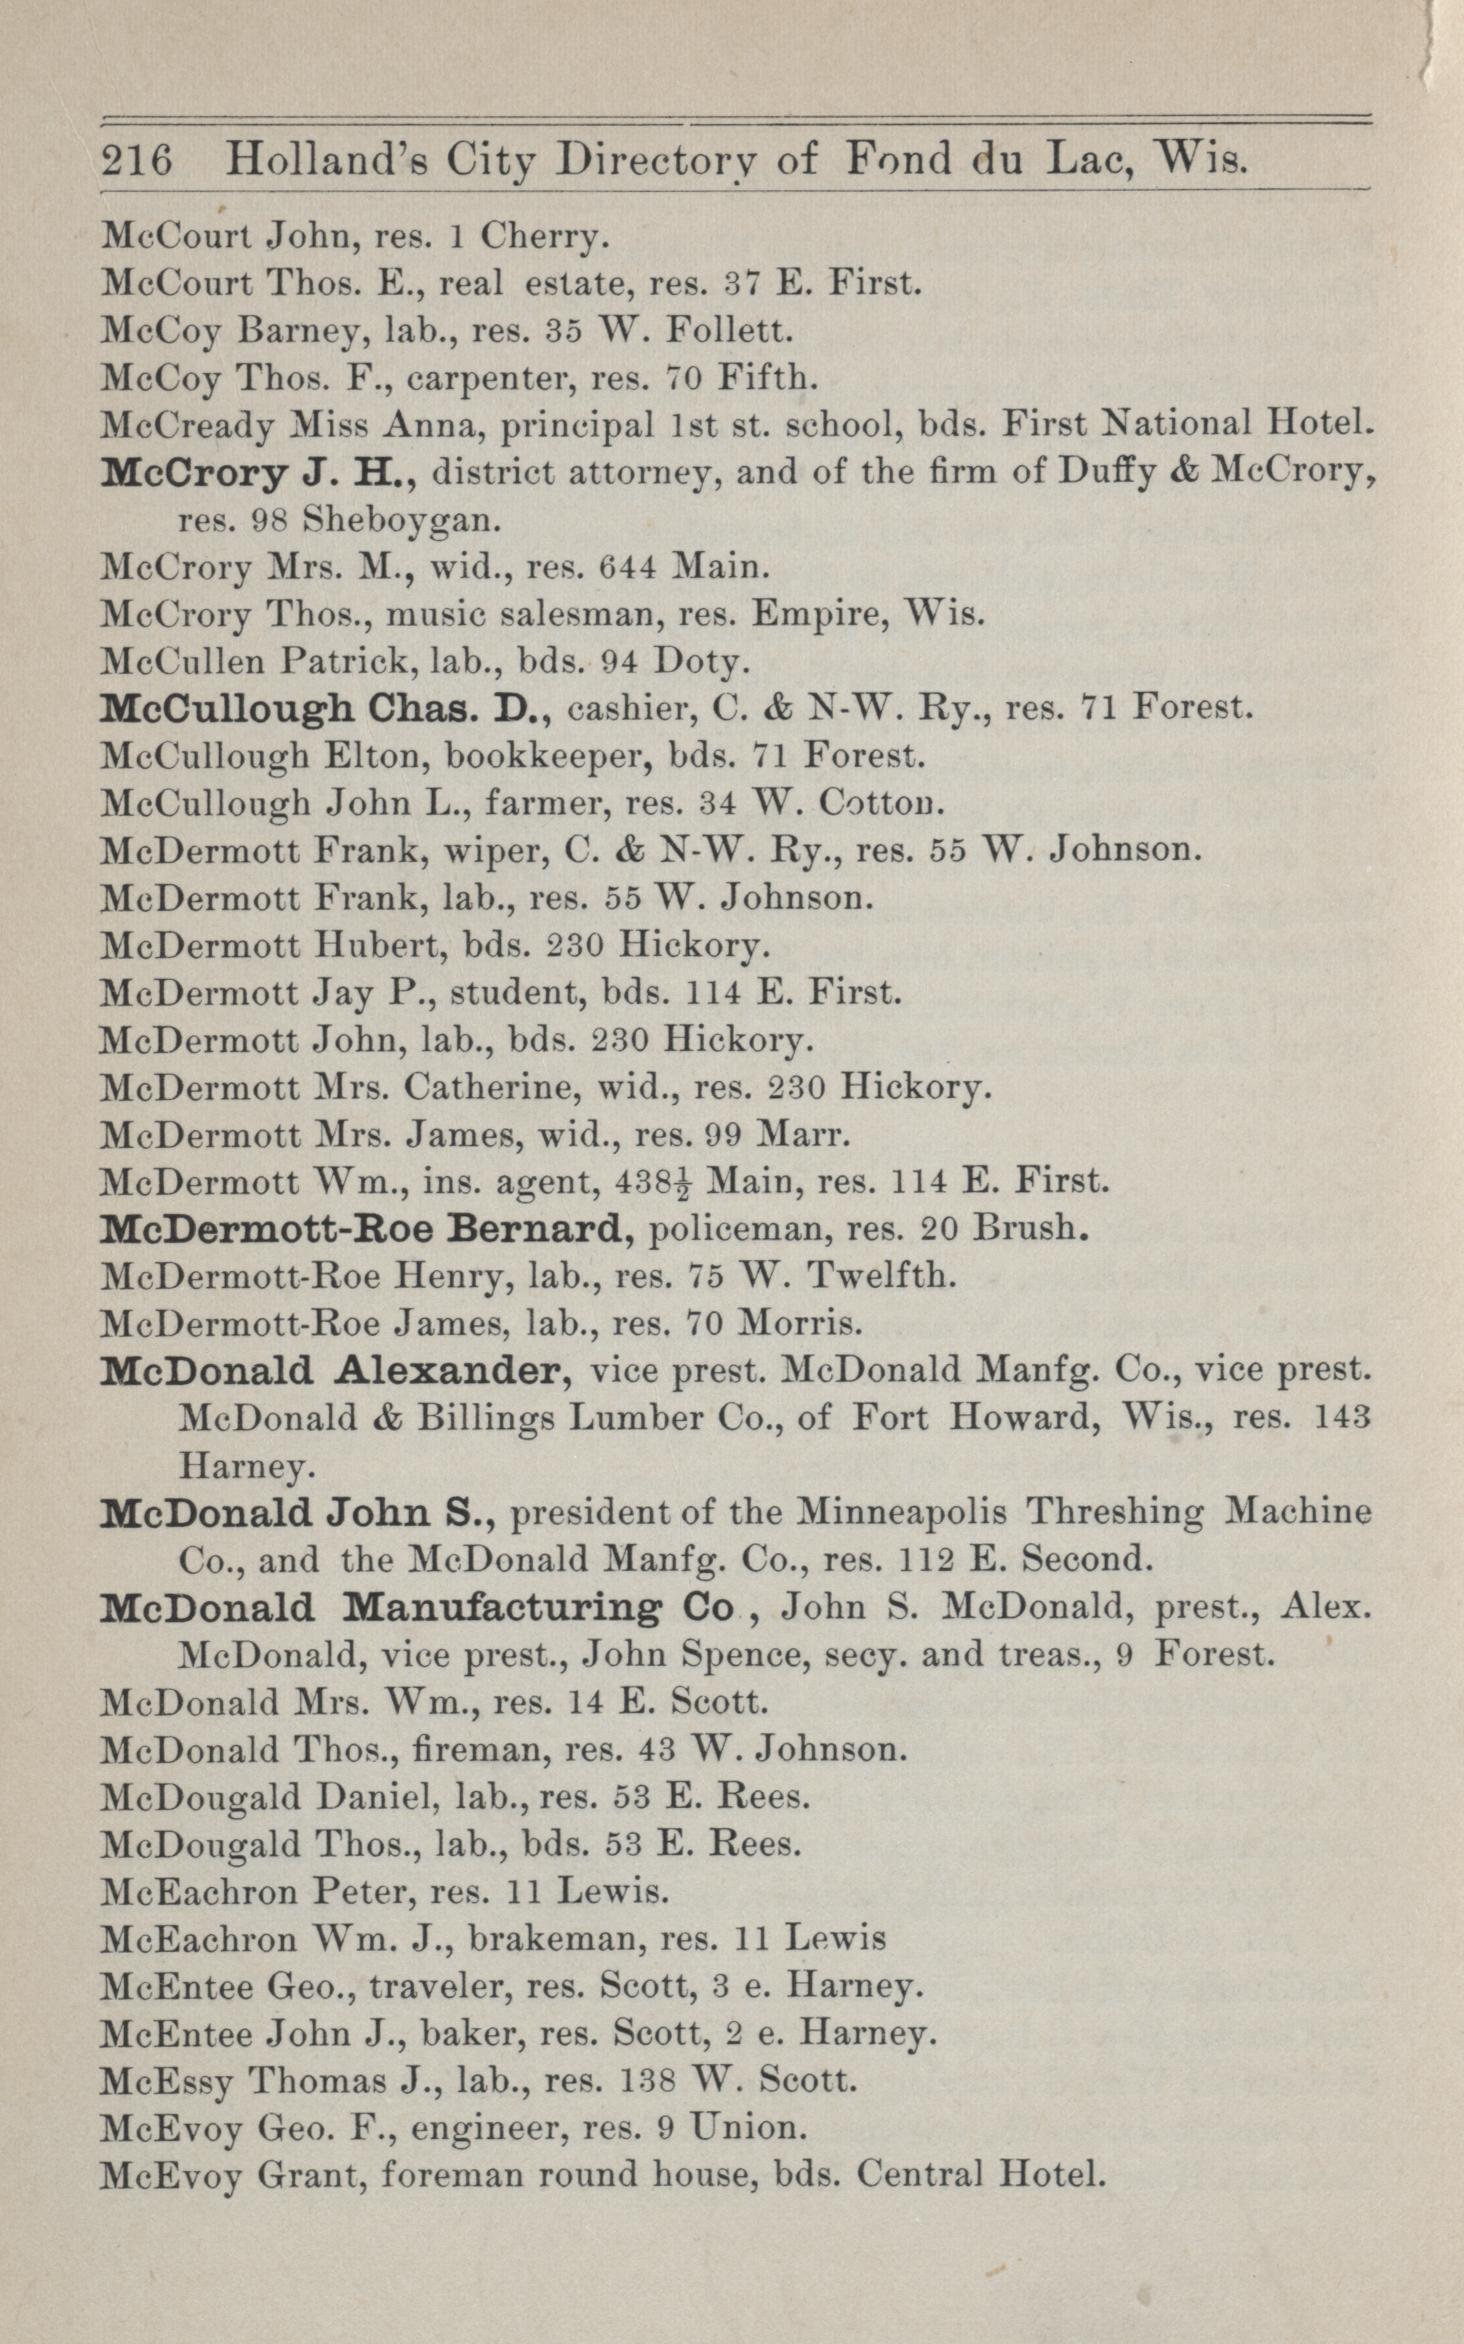 216 Holland's City Directory of Fond du Lac, Wis.
McCourt John, res. 1 Cherry.
McCourt Thos. E., real estate, res. 37 E. First.
McCoy Barney, lab., res. 35 W. Follett.
McCoy Thos. F., carpenter, res. 70 Fifth.
McCready Miss Anna, principal 1st st. school, bds. First National Hotel.
McCrory J. H., district attorney, and of the firm of Duffy & McCrory,
res. 98 Sheboygan.
McCrory Mrs. M., wid., res. 644 Main.
McCrory Thos., music salesman, res. Empire, Wis.
McCullen Patrick, lab., bds. 94 Doty.
McCullough Chas. D., cashier, C. & N-W. Ry., res. 71 Forest.
McCullough Elton, bookkeeper, bds. 71 Forest.
McCullough John L., farmer, res. 34 W. Cotton.
McDermott Frank, wiper, C. & N-W. Ry., res. 55 W. Johnson.
McDermott Frank, lab., res. 55 W. Johnson.
McDermott Hubert, bds. 230 Hickory.
McDermott Jay P., student, bds. 114 E. First.
McDermott John, lab., bds. 230 Hickory.
McDermott Mrs. Catherine, wid., res. 230 Hickory.
McDermott Mrs. James, wid., res. 99 Marr.
McDermott Wm., ins. agent, 438½ Main, res. 114 E. First.
McDermott-Roe Bernard, policeman, res. 20 Brush.
McDermott-Roe Henry, lab., res. 75 W. Twelfth.
McDermott-Roe James, lab., res. 70 Morris.
McDonald Alexander, vice prest. McDonald Manfg. Co., vice prest.
McDonald & Billings Lumber Co., of Fort Howard, Wis., res. 143
Harney.
McDonald John S., president of the Minneapolis Threshing Machine
Co., and the McDonald Manfg. Co., res. 112 E. Second.
McDonald Manufacturing Co , John S. McDonald, prest., Alex.
McDonald, vice prest., John Spence, secy. and treas., 9 Forest.
McDonald Mrs. Wm., res. 14 E. Scott.
McDonald Thos., fireman, res. 43 W. Johnson.
McDougald Daniel, lab., res. 53 E. Rees.
McDougald Thos., lab., bds. 53 E. Rees.
McEachron Peter, res. 11 Lewis.
McEachron Wm. J., brakeman, res. 11 Lewis
McEntee Geo., traveler, res. Scott, 3 e. Harney.
McEntee John J., baker, res. Scott, 2 e. Harney.
McEssy Thomas J., lab., res. 138 W. Scott.
McEvoy Geo. F., engineer, res. 9 Union.
McEvoy Grant, foreman round house, bds. Central Hotel.